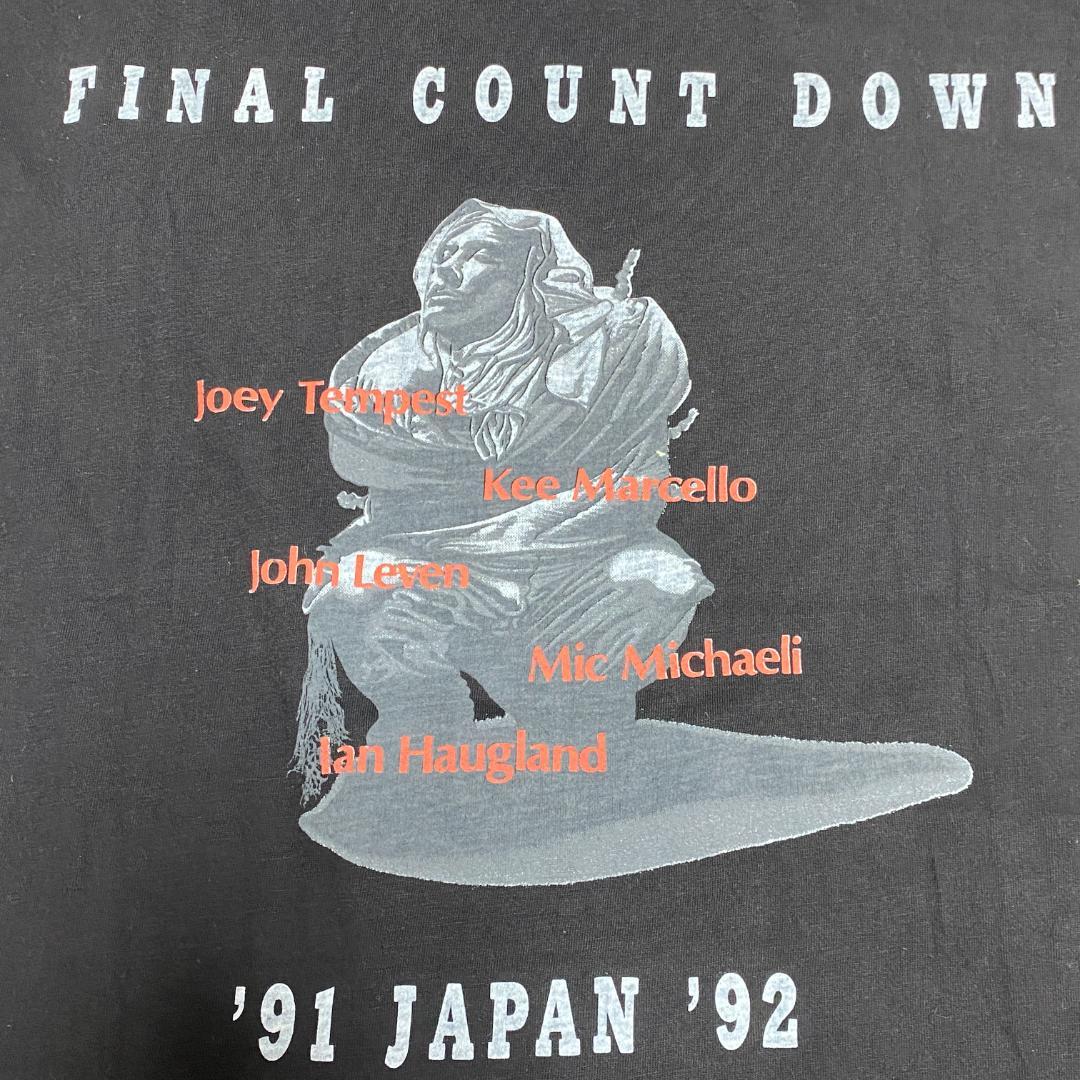 FINAL COUNT DOWN
Joey Tempest
Kee Marcello
John Leven
Mic Michaeli
Ian Haugland
’91 JAPAN ’92